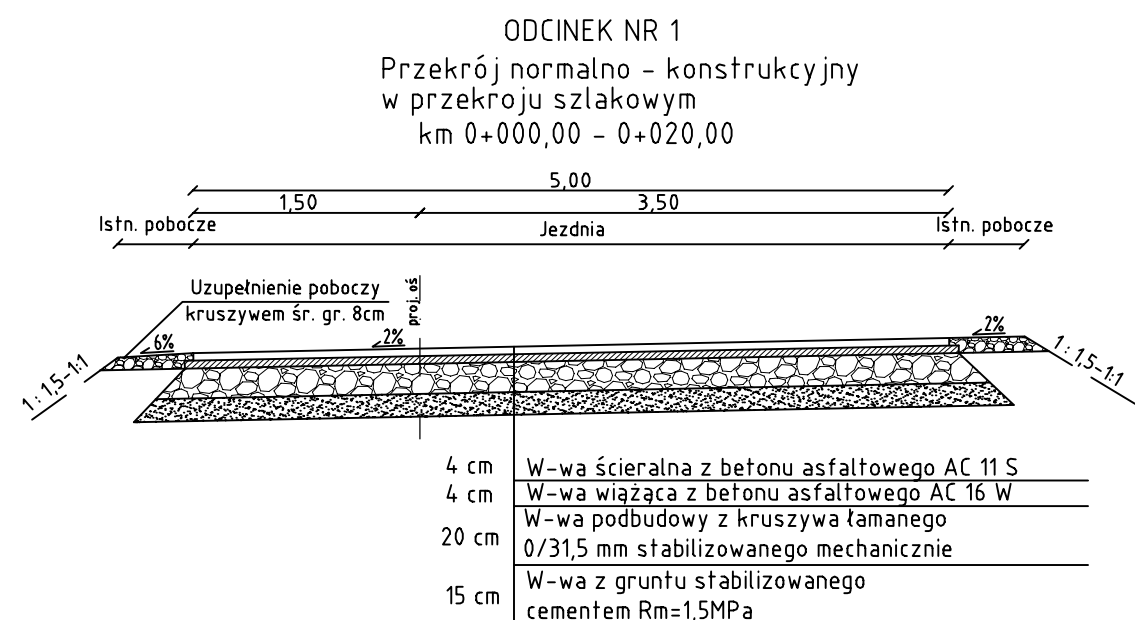 ODCINEK NR 1
Przekrój normalno - konstrukcyjny
w przekroju szlakowym
km 0+000,00 - 0+020,00
5,00
1,50
3,50
Istn. pobocze
Jezdnia
Istn. pobocze
Uzupełnienie poboczy
kruszywem śr. gr. 8cm
proj. oś
6%
2%
2%
1 : 1,5-1:1
1 : 1,5-1:1
4 cm W-wa ścieralna z betonu asfaltowego AC 11 S
4 cm W-wa wiążąca z betonu asfaltowego AC 16 W
20 cm W-wa podbudowy z kruszywa łamanego
0/31,5 mm stabilizowanego mechanicznie
15 cm W-wa z gruntu stabilizowanego
cementem Rm=1,5MPa